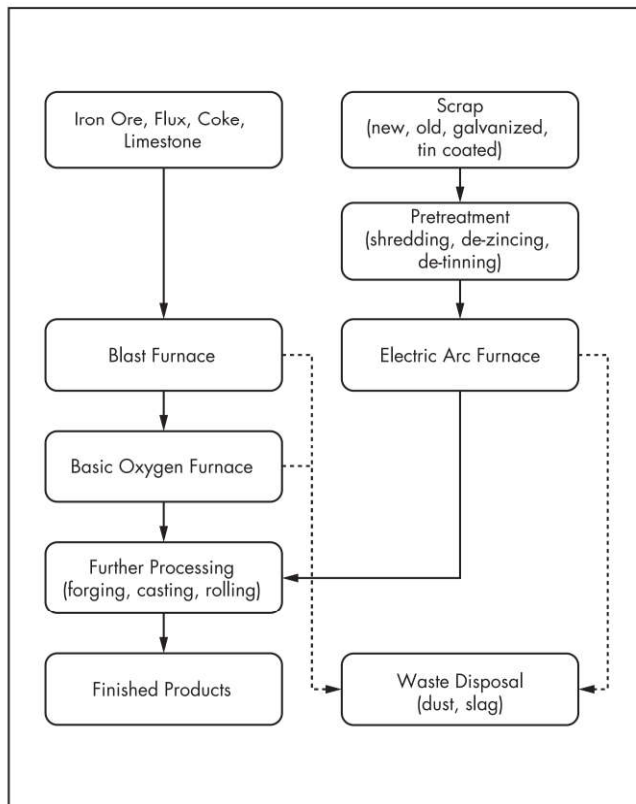 Iron Ore, Flux, Coke,
Limestone
Scrap
(new, old, galvanized,
tin coated)
Pretreatment
(shredding, de-zincing,
de-tinning)
Blast Furnace
Electric Arc Furnace
Basic Oxygen Furnace
Further Processing
(forging, casting, rolling)
Finished Products
Waste Disposal
(dust, slag)